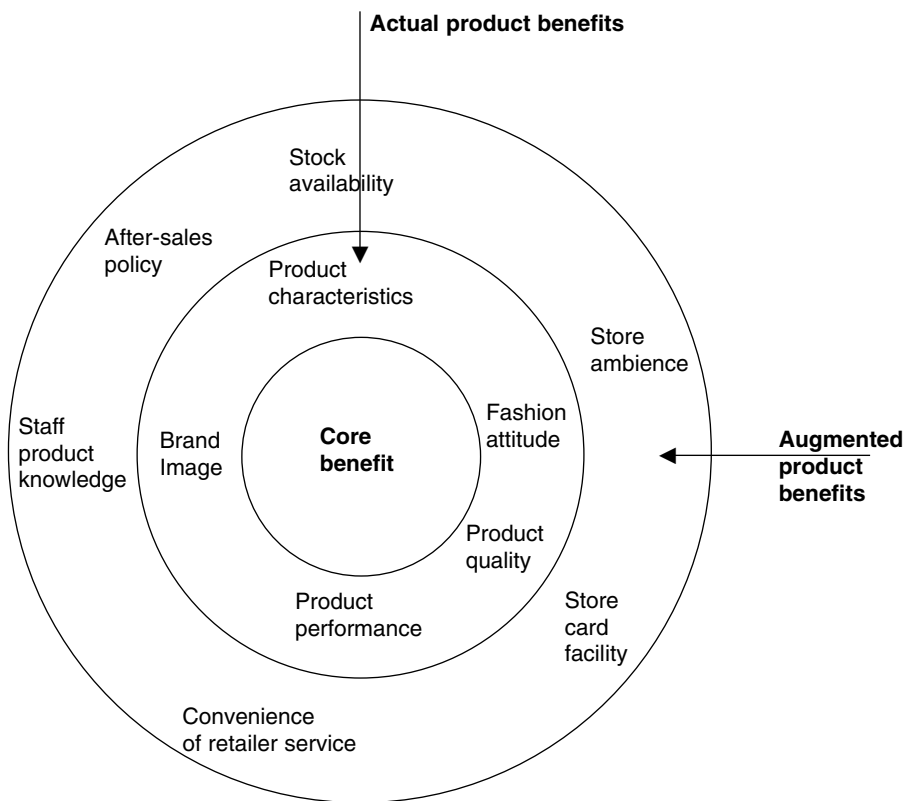 Actual product benefits
Stock
availability
After-sales
policy
Product
characteristics
Store
ambience
Staff
product
knowledge
Brand
Image
Core
benefit
Fashion
attitude
Augmented
product
benefits
Product
quality
Product
performance
Store
card
facility
Convenience
of retailer service